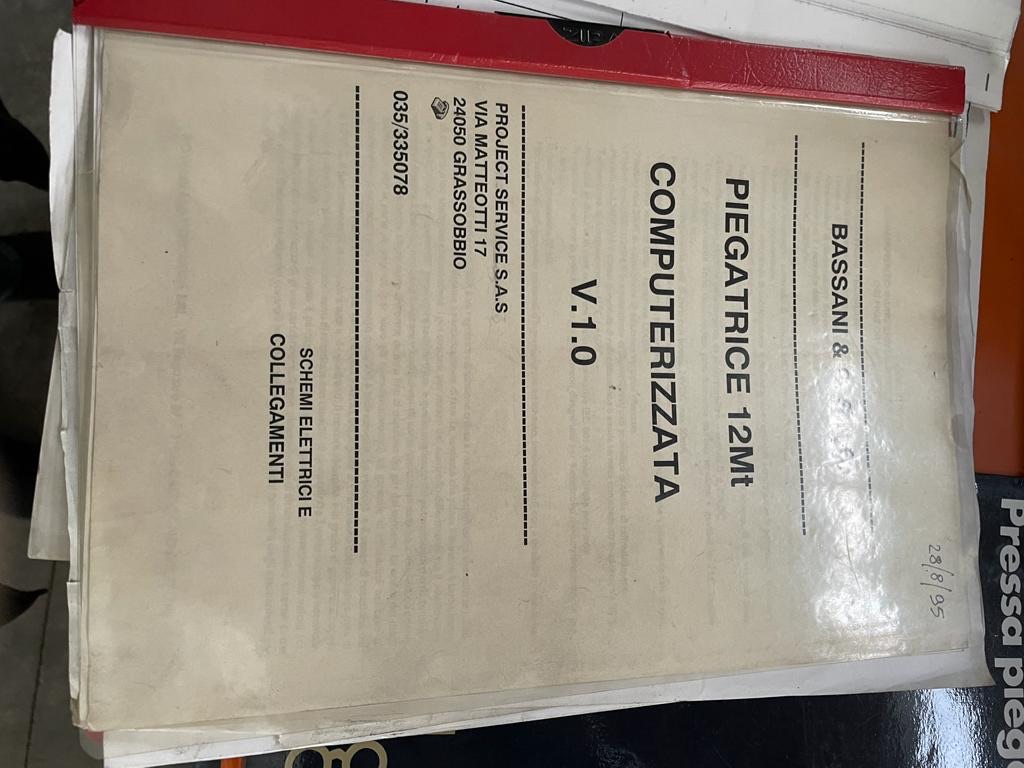 28/8/95
BASSANI &
PIEGATRICE 12Mt
COMPUTERIZZATA
V.1.0
PROJECT SERVICE S.A.S
VIA MATTEOTTI 17
24050 GRASSOBBIO
035/335078
SCHEMI ELETTRICI E
COLLEGAMENTI
Pressa pieg